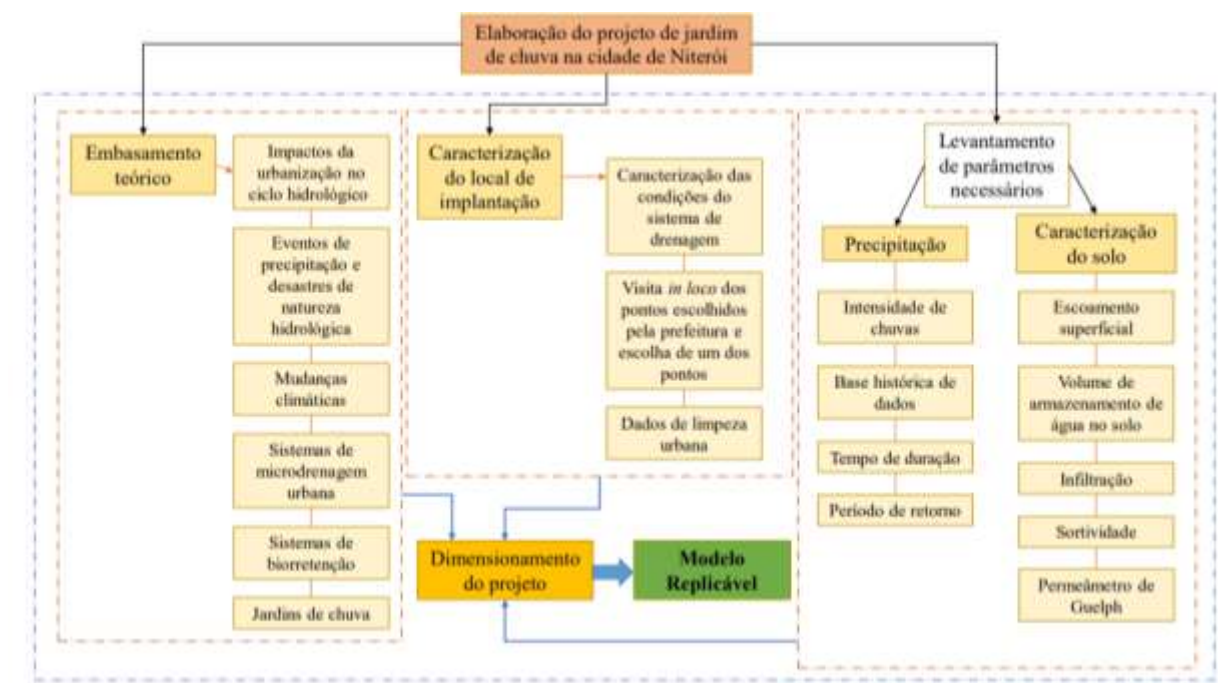 Elaboração do projeto de jardim
de chuva na cidade de Niterói
Embasamento
teórico
Impactos da
urbanização no
ciclo hidrológico
Eventos de
precipitação e
desastres de
natureza
hidrológica
Mudanças
climáticas
Sistemas de
microdrenagem
urbana
Sistemas de
biorretenção
Jardins de chuva
Caracterização
do local de
implantação
Caracterização das
condições do
sistema de
drenagem
Visita in loco dos
pontos escolhidos
pela prefeitura e
escolha de um dos
pontos
Dados de limpeza
urbana
Levantamento
de parâmetros
necessários
Precipitação
Intensidade de
chuvas
Base histórica de
dados
Tempo de duração
Período de retorno
Caracterização
do solo
Escoamento
superficial
Volume de
armazenamento de
água no solo
Infiltração
Sortividade
Permeâmetro de
Guelph
Dimensionamento
do projeto
Modelo
Replicável